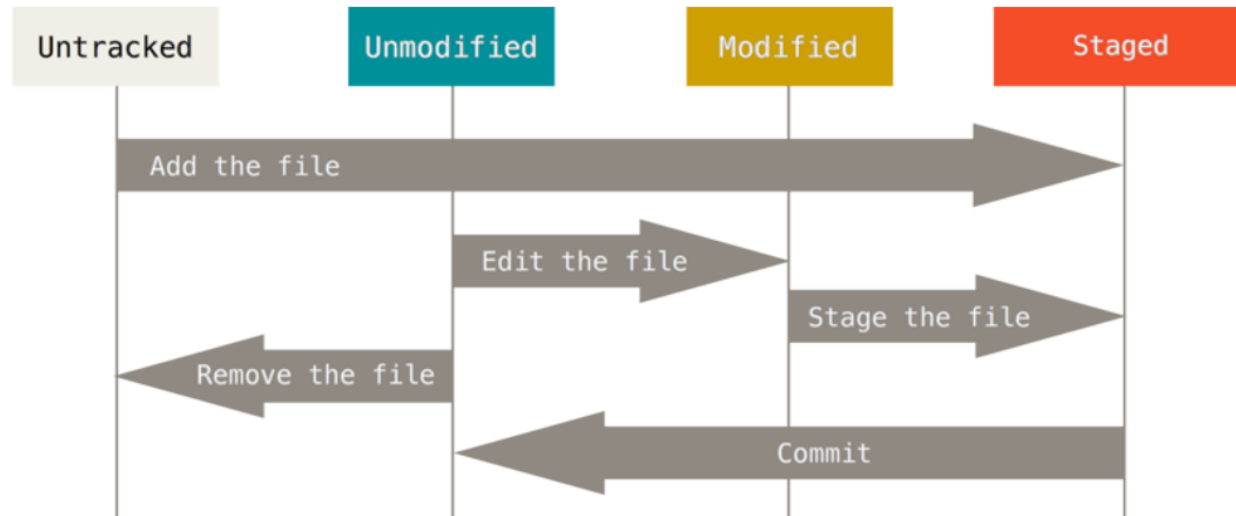 Untracked
Unmodified
Modified
Staged
Add the file
Edit the file
Stage the file
Remove the file
Commit